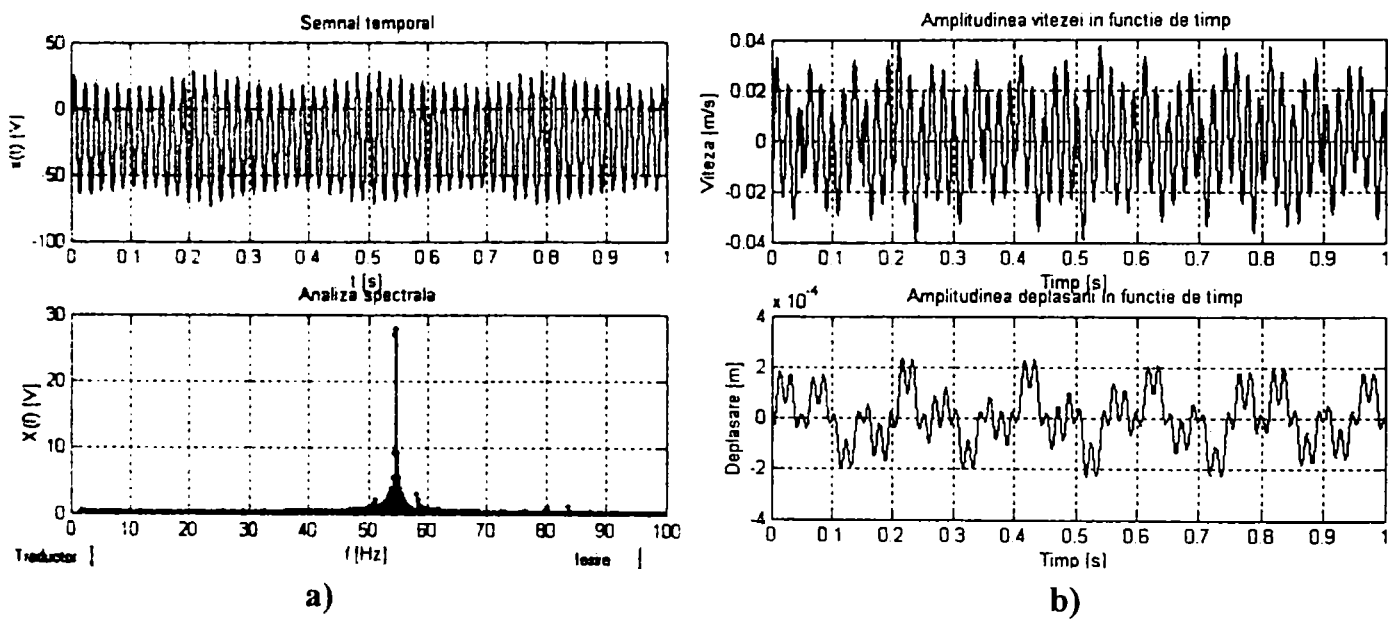 Semnal temporal
50
0
-50
-100
x(t) [V]
0 0.1 0.2 0.3 0.4 0.5 0.6 0.7 0.8 0.9 1
t [s]
Analiza spectrala
30
20
10
0
X(f) [V]
0 10 20 30 40 50 60 70 80 90 100
Traductor f [Hz] Iesire
a)
Amplitudinea vitezei in functie de timp
0.04
0.02
0
-0.02
-0.04
Viteza [m/s]
0 0.1 0.2 0.3 0.4 0.5 0.6 0.7 0.8 0.9 1
Timp [s]
x 10-4 Amplitudinea deplasarii in functie de timp
4
2
0
-2
-4
Deplasare [m]
0 0.1 0.2 0.3 0.4 0.5 0.6 0.7 0.8 0.9 1
Timp [s]
b)